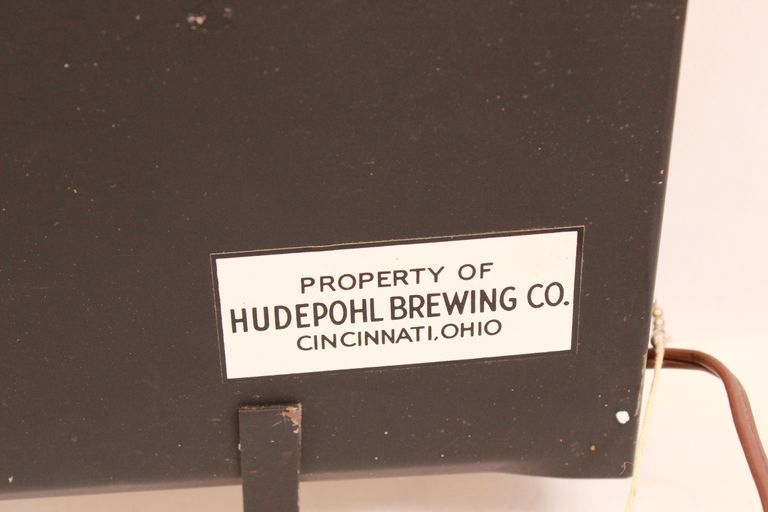 PROPERTY OF
HUDEPOHL BREWING CO.
CINCINNATI, OHIO